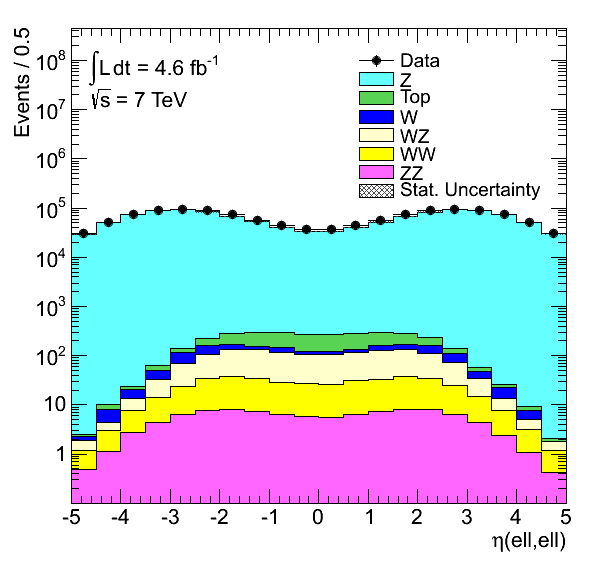 Events / 0.5
10⁸
10⁷
10⁶
10⁵
10⁴
10³
10²
10
1
∫L dt = 4.6 fb⁻¹
√s = 7 TeV
Data
Z
Top
W
WZ
WW
ZZ
Stat. Uncertainty
-5 -4 -3 -2 -1 0 1 2 3 4 5
η(ell,ell)